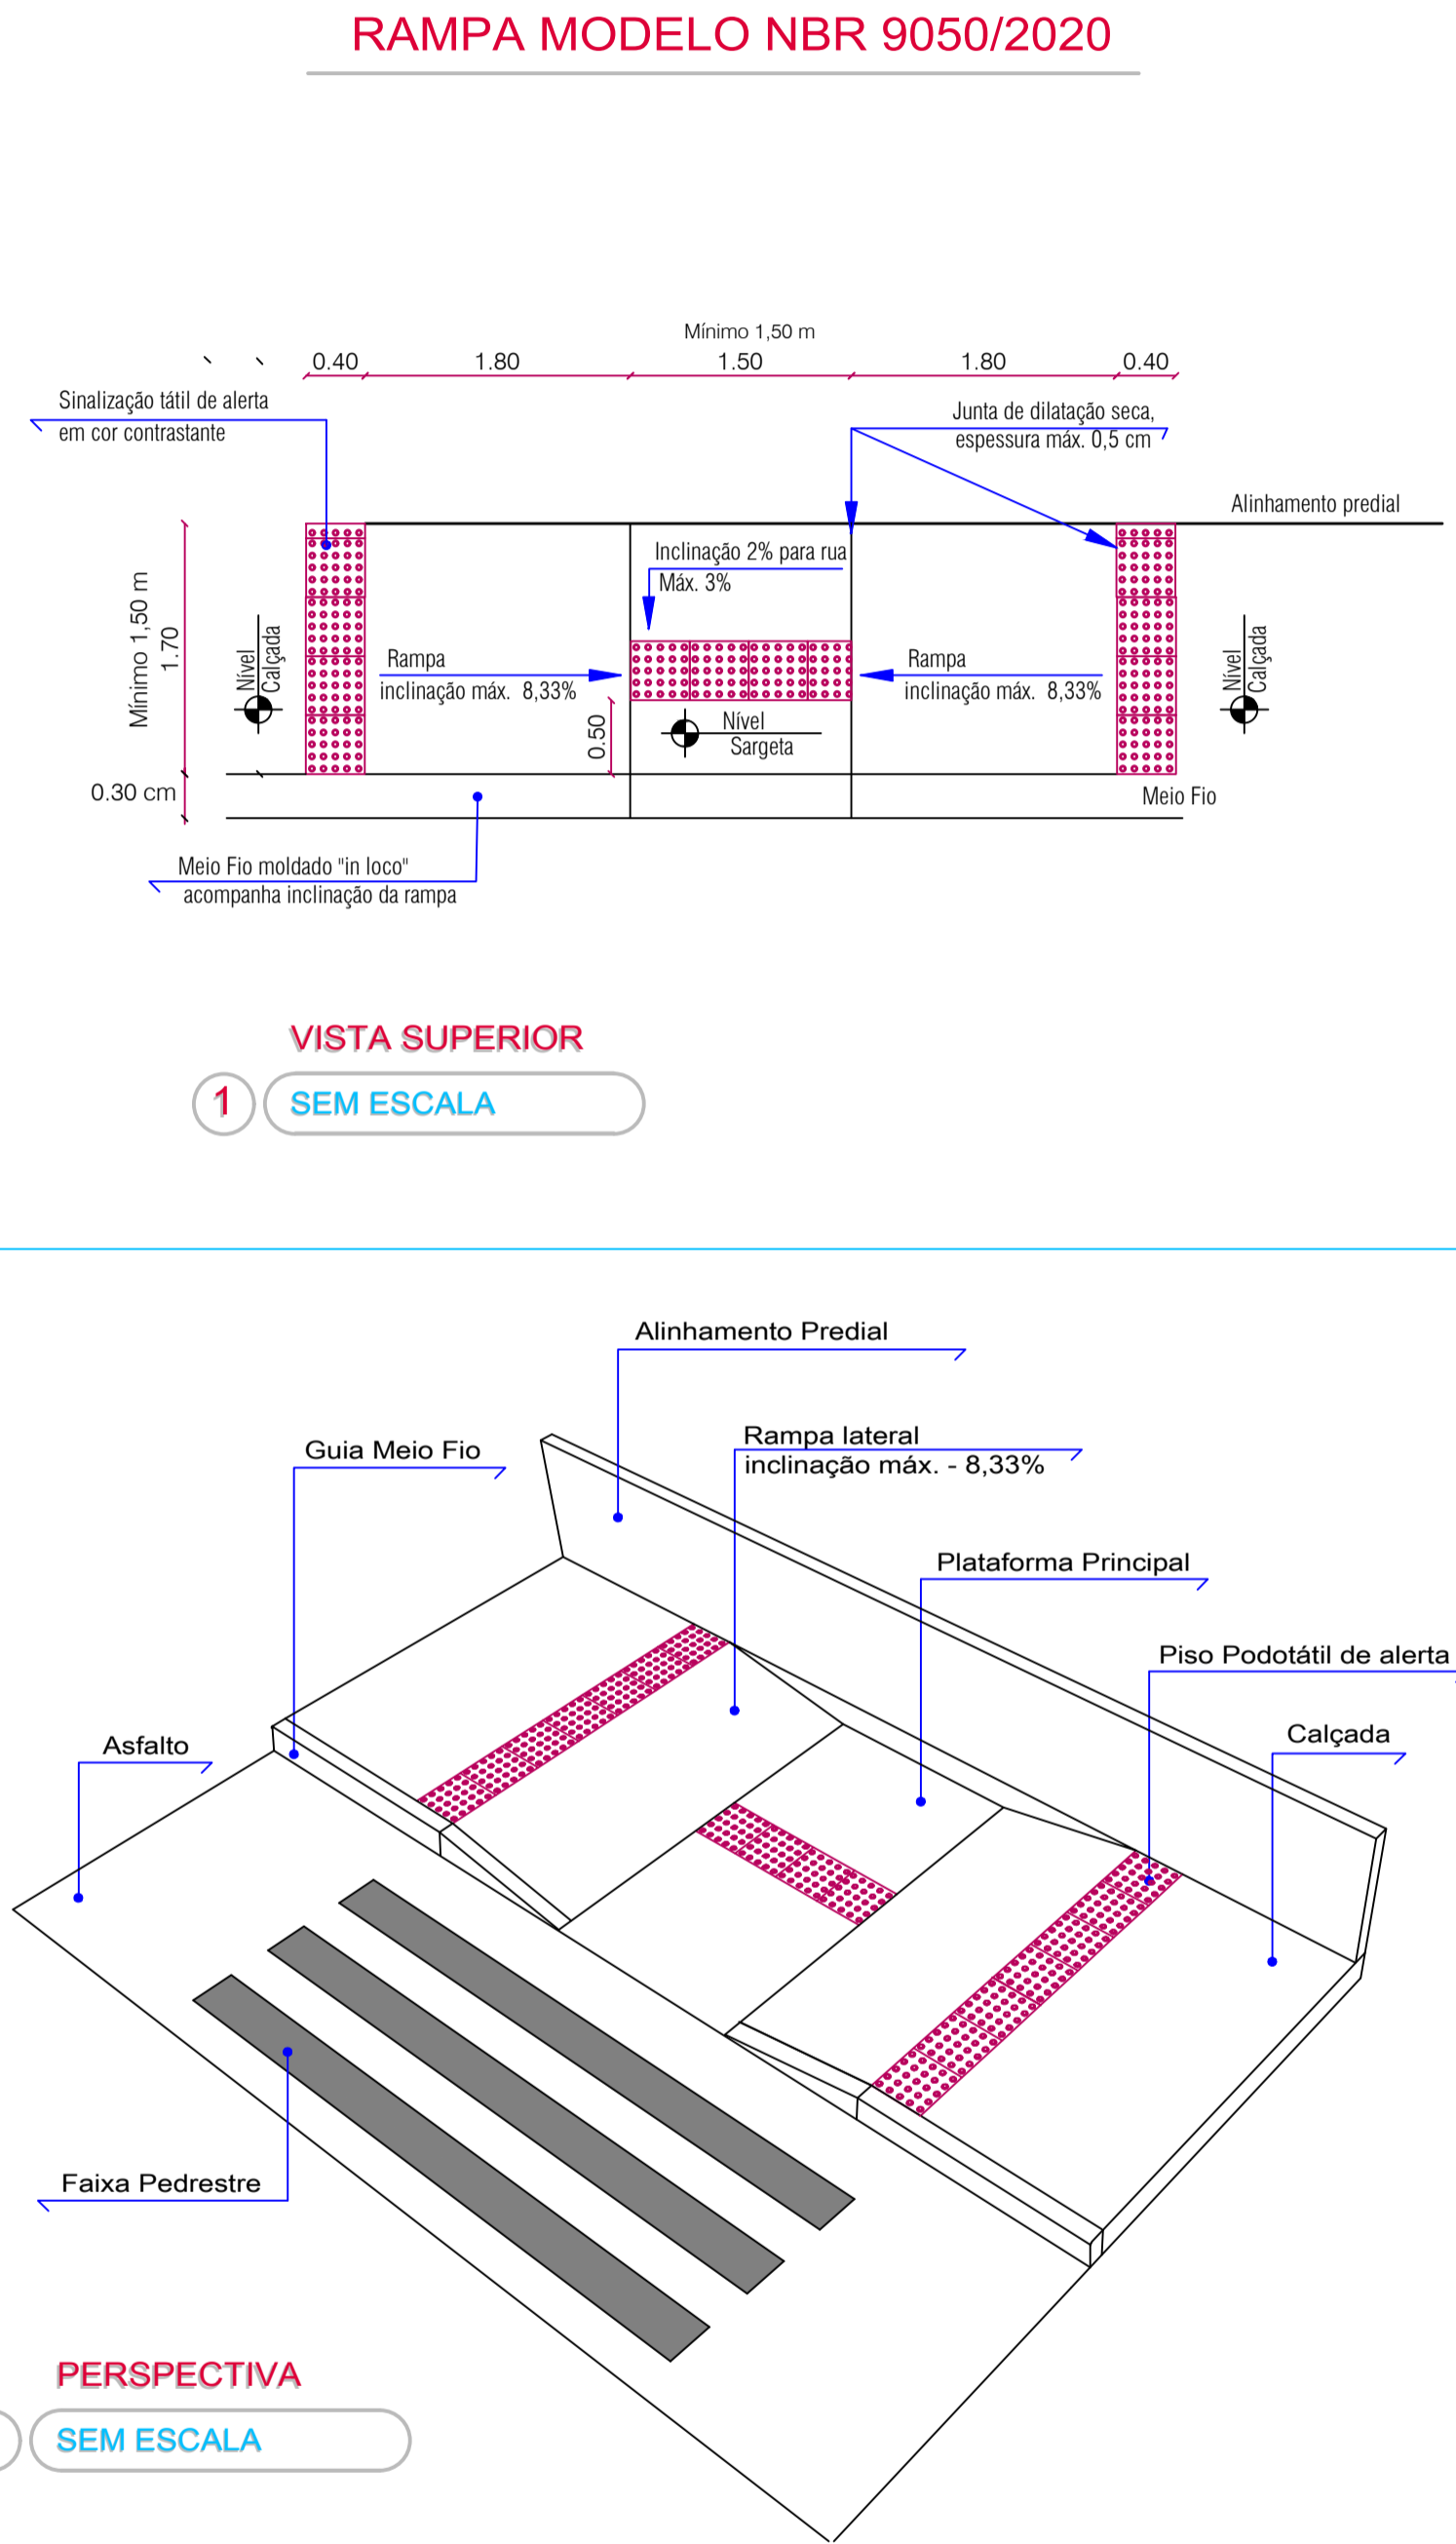 RAMPA MODELO NBR 9050/2020
Mínimo 1,50 m
0.40
1.80
1.50
1.80
0.40
Sinalização tátil de alerta
em cor contrastante
Junta de dilatação seca,
espessura máx. 0,5 cm
Alinhamento predial
Inclinação 2% para rua
Máx. 3%
Mínimo 1,50 m
1.70
Nível
Calçada
Rampa
inclinação máx. 8,33%
Rampa
inclinação máx. 8,33%
Nível
Calçada
0.50
Nível
Sargeta
0.30 cm
Meio Fio
Meio Fio moldado "in loco"
acompanha inclinação da rampa
VISTA SUPERIOR
1
SEM ESCALA
Alinhamento Predial
Rampa lateral
inclinação máx. - 8,33%
Guia Meio Fio
Plataforma Principal
Piso Podotátil de alerta
Calçada
Asfalto
Faixa Pedrestre
PERSPECTIVA
SEM ESCALA